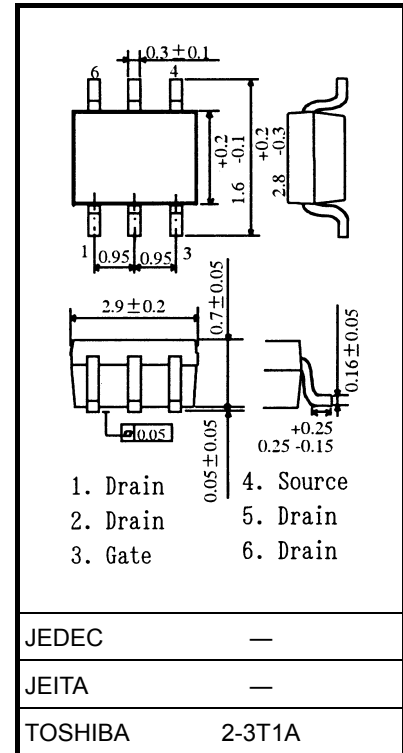 0.3±0.1
6 4
+0.2
1.6 -0.1
+0.2
2.8 -0.3
1 0.95 0.95 3
2.9±0.2
0.7±0.05
0.16±0.05
0.05
0.05±0.05
+0.25
0.25 -0.15
1. Drain
2. Drain
3. Gate
4. Source
5. Drain
6. Drain
JEDEC —
JEITA —
TOSHIBA 2-3T1A